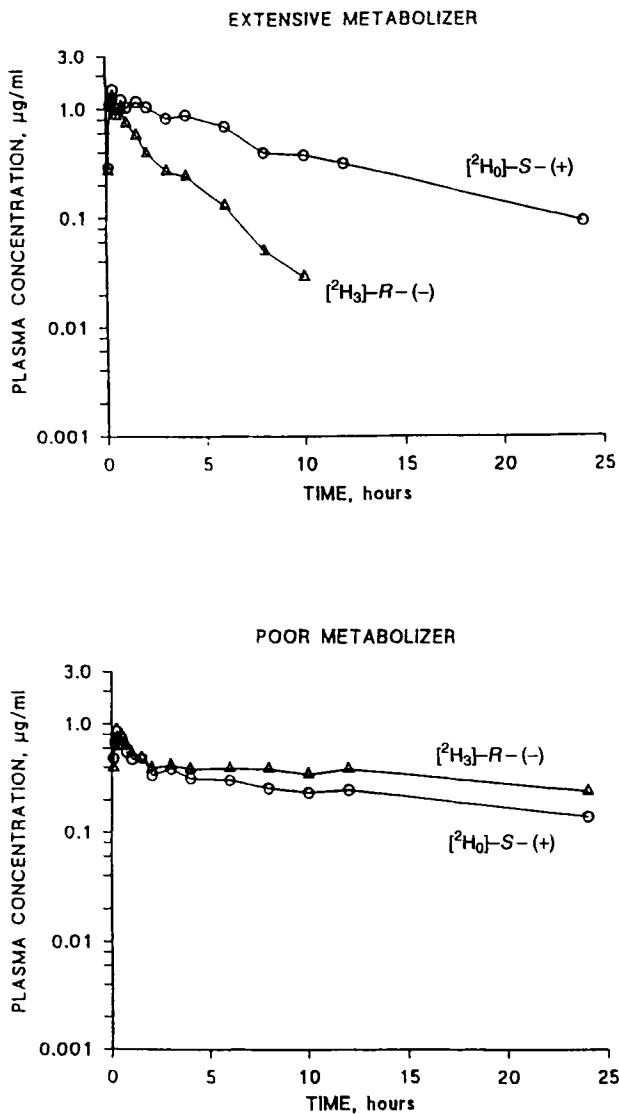 EXTENSIVE METABOLIZER
PLASMA CONCENTRATION, µg/ml
3.0
1.0
0.1
0.01
0.001
[²H₀]–S–(+)
[²H₃]–R–(–)
0 5 10 15 20 25
TIME, hours
POOR METABOLIZER
PLASMA CONCENTRATION, µg/ml
3.0
1.0
0.1
0.01
0.001
[²H₃]–R–(–)
[²H₀]–S–(+)
0 5 10 15 20 25
TIME, hours